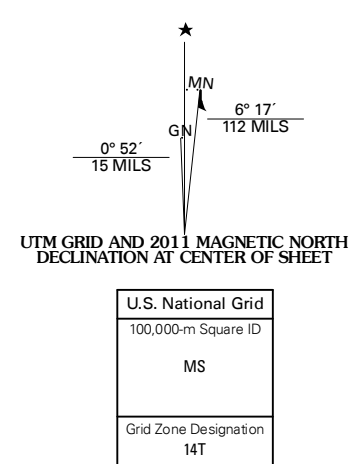 MN
GN
6° 17´
112 MILS
0° 52´
15 MILS
UTM GRID AND 2011 MAGNETIC NORTH
DECLINATION AT CENTER OF SHEET
U.S. National Grid
100,000-m Square ID
MS
Grid Zone Designation
14T